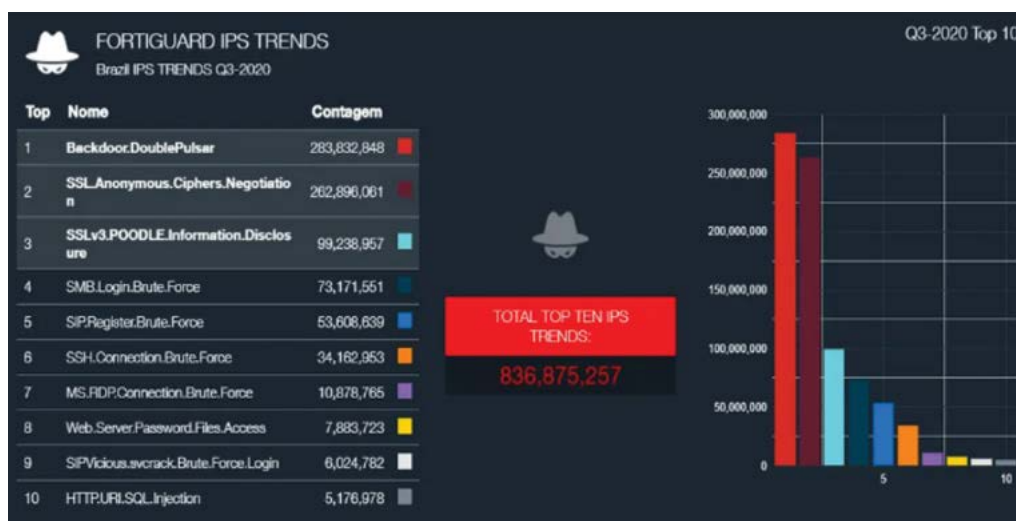 FORTIGUARD IPS TRENDS
Brazil IPS TRENDS Q3-2020
Q3-2020 Top 10
Top Nome Contagem
1 Backdoor.DoublePulsar 283,832,848
2 SSL.Anonymous.Ciphers.Negotiatio
n 262,896,061
3 SSLv3.POODLE.Information.Disclos
ure 99,238,957
4 SMB.Login.Brute.Force 73,171,551
5 SIP.Register.Brute.Force 53,608,639
6 SSH.Connection.Brute.Force 34,162,953
7 MS.RDP.Connection.Brute.Force 10,878,765
8 Web.Server.Password.Files.Access 7,883,723
9 SIPVicious.svcrack.Brute.Force.Login 6,024,782
10 HTTP.URI.SQL.Injection 5,176,978
TOTAL TOP TEN IPS
TRENDS:
836,875,257
300,000,000
250,000,000
200,000,000
150,000,000
100,000,000
50,000,000
0
5 10